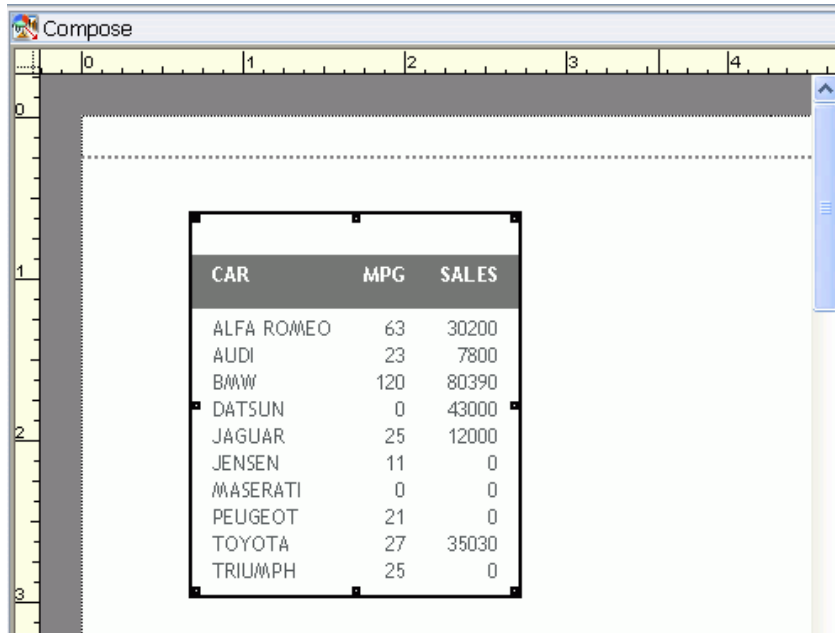 Compose
0 1 2 3 4
0
1
2
3
CAR MPG SALES
ALFA ROMEO 63 30200
AUDI 23 7800
BMW 120 80390
DATSUN 0 43000
JAGUAR 25 12000
JENSEN 11 0
MASERATI 0 0
PEUGEOT 21 0
TOYOTA 27 35030
TRIUMPH 25 0